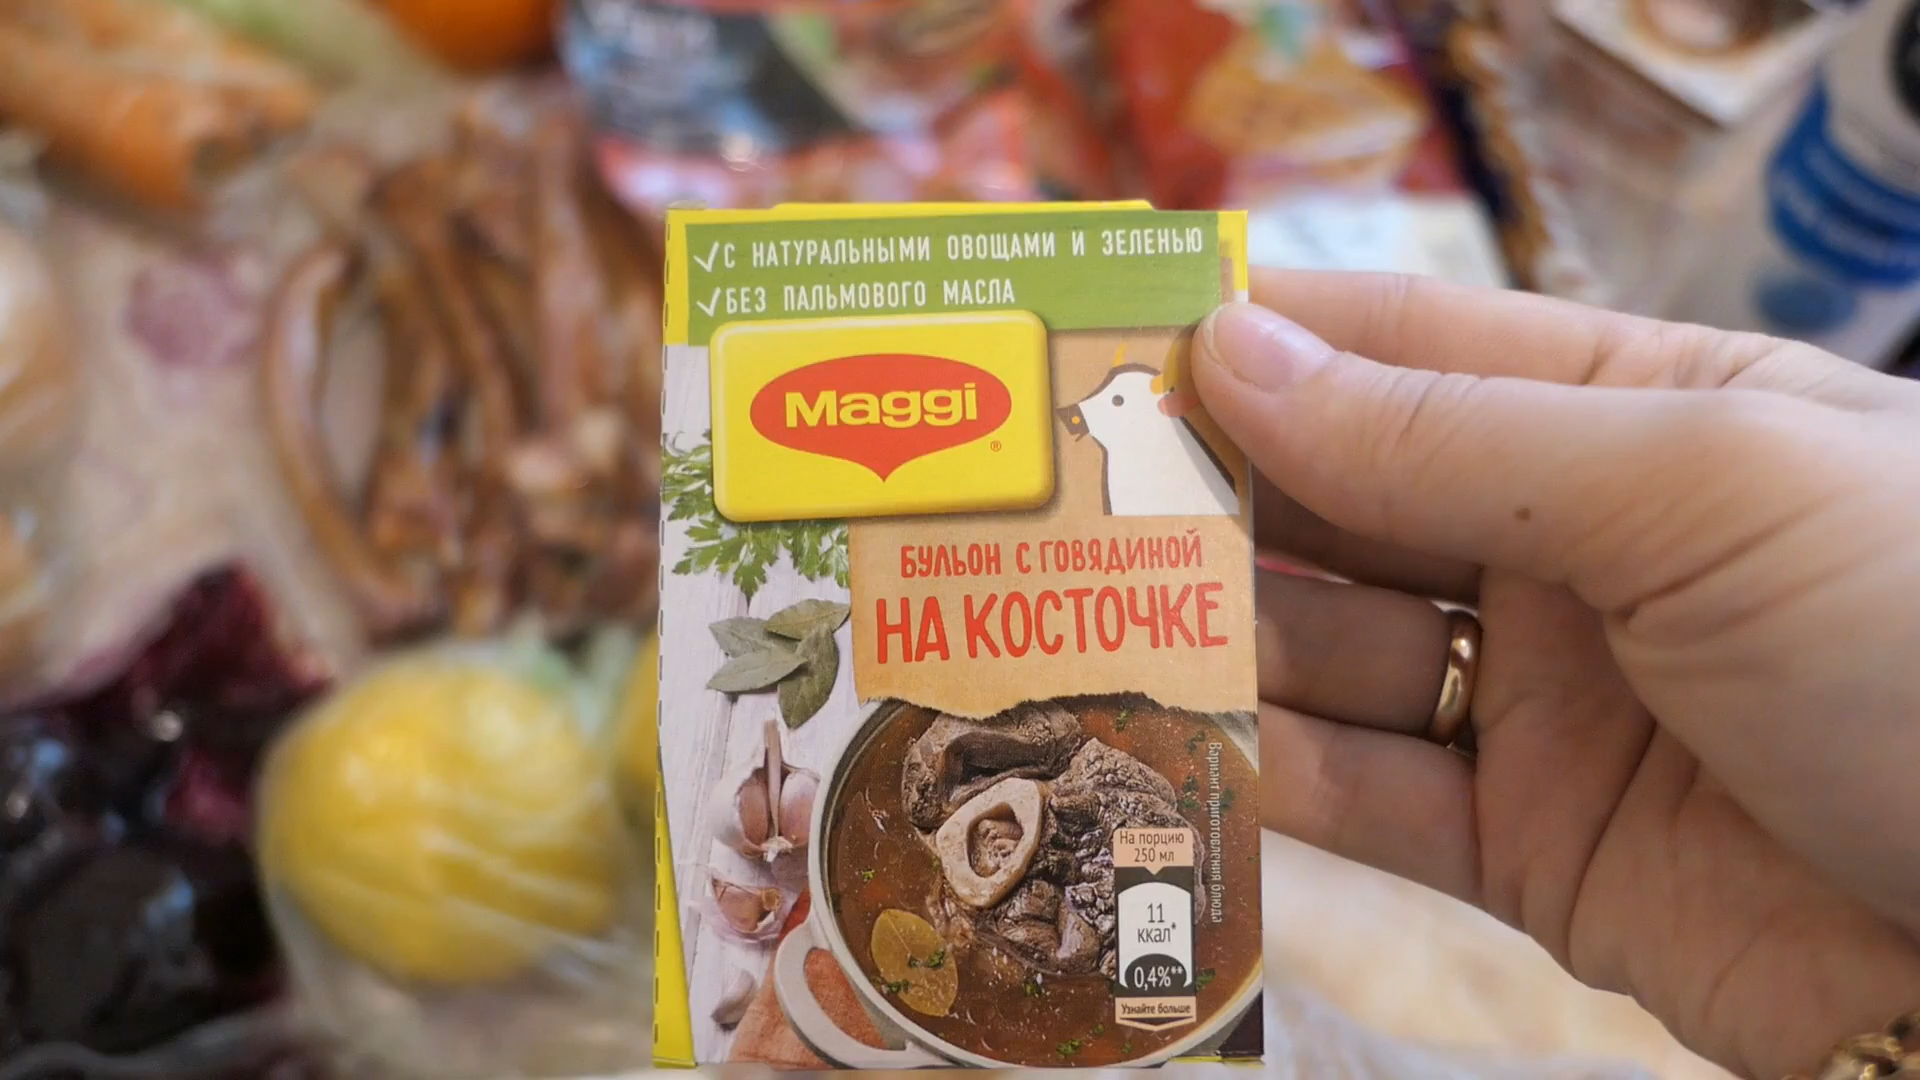 ✓С НАТУРАЛЬНЫМИ ОВОЩАМИ И ЗЕЛЕНЬЮ
✓БЕЗ ПАЛЬМОВОГО МАСЛА
Maggi
®
БУЛЬОН С ГОВЯДИНОЙ
НА КОСТОЧКЕ
Вариант приготовления блюда
На порцию
250 мл
11
ккал*
0,4%**
Узнайте больше